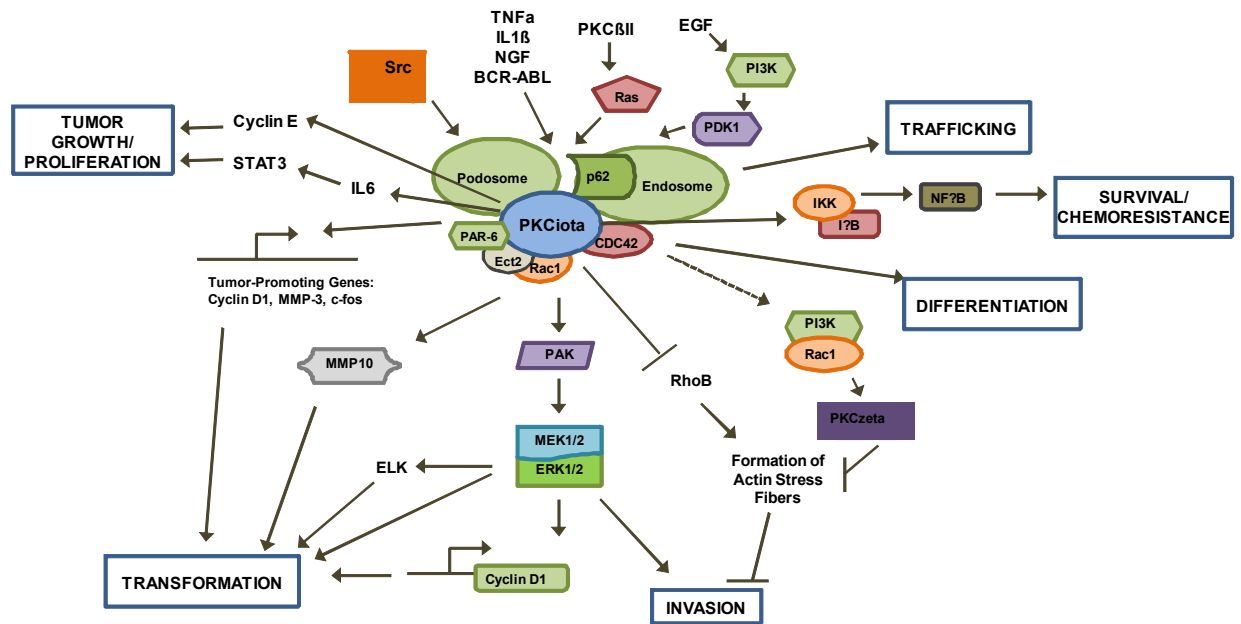 TNFa
IL1ß
NGF
BCR-ABL
PKCßII
EGF
Src
PI3K
Ras
PDK1
TUMOR
GROWTH/
PROLIFERATION
Cyclin E
STAT3
IL6
TRAFFICKING
Podosome
p62
Endosome
IKK
I?B
NF?B
SURVIVAL/
CHEMORESISTANCE
PKCiota
PAR-6
CDC42
Ect2
Rac1
Tumor-Promoting Genes:
Cyclin D1, MMP-3, c-fos
DIFFERENTIATION
PI3K
Rac1
MMP10
PAK
RhoB
PKCzeta
MEK1/2
ERK1/2
ELK
Formation of
Actin Stress
Fibers
TRANSFORMATION
Cyclin D1
INVASION